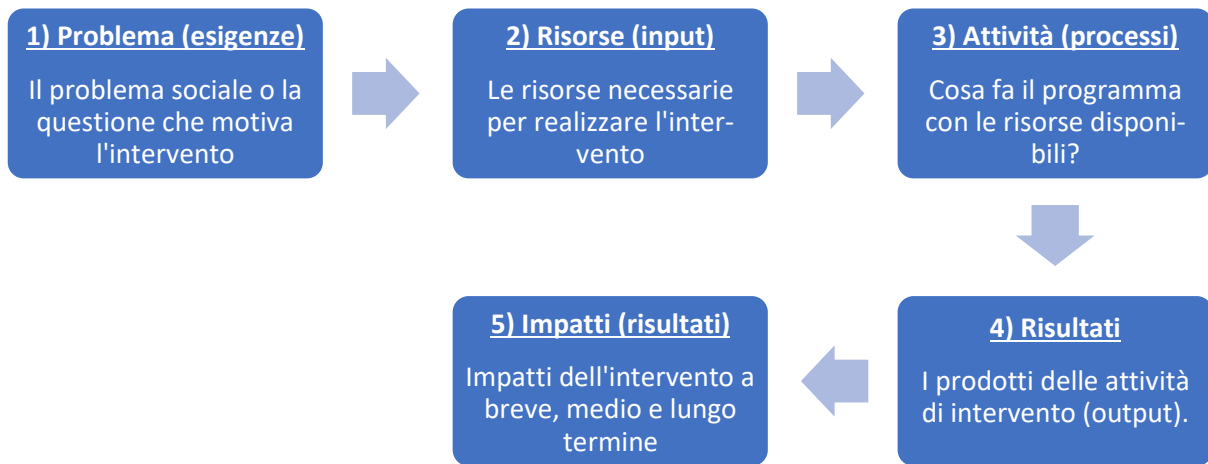 1) Problema (esigenze)
Il problema sociale o la
questione che motiva
l'intervento
2) Risorse (input)
Le risorse necessarie
per realizzare l'inter-
vento
3) Attività (processi)
Cosa fa il programma
con le risorse disponi-
bili?
4) Risultati
I prodotti delle attività
di intervento (output).
5) Impatti (risultati)
Impatti dell'intervento a
breve, medio e lungo
termine